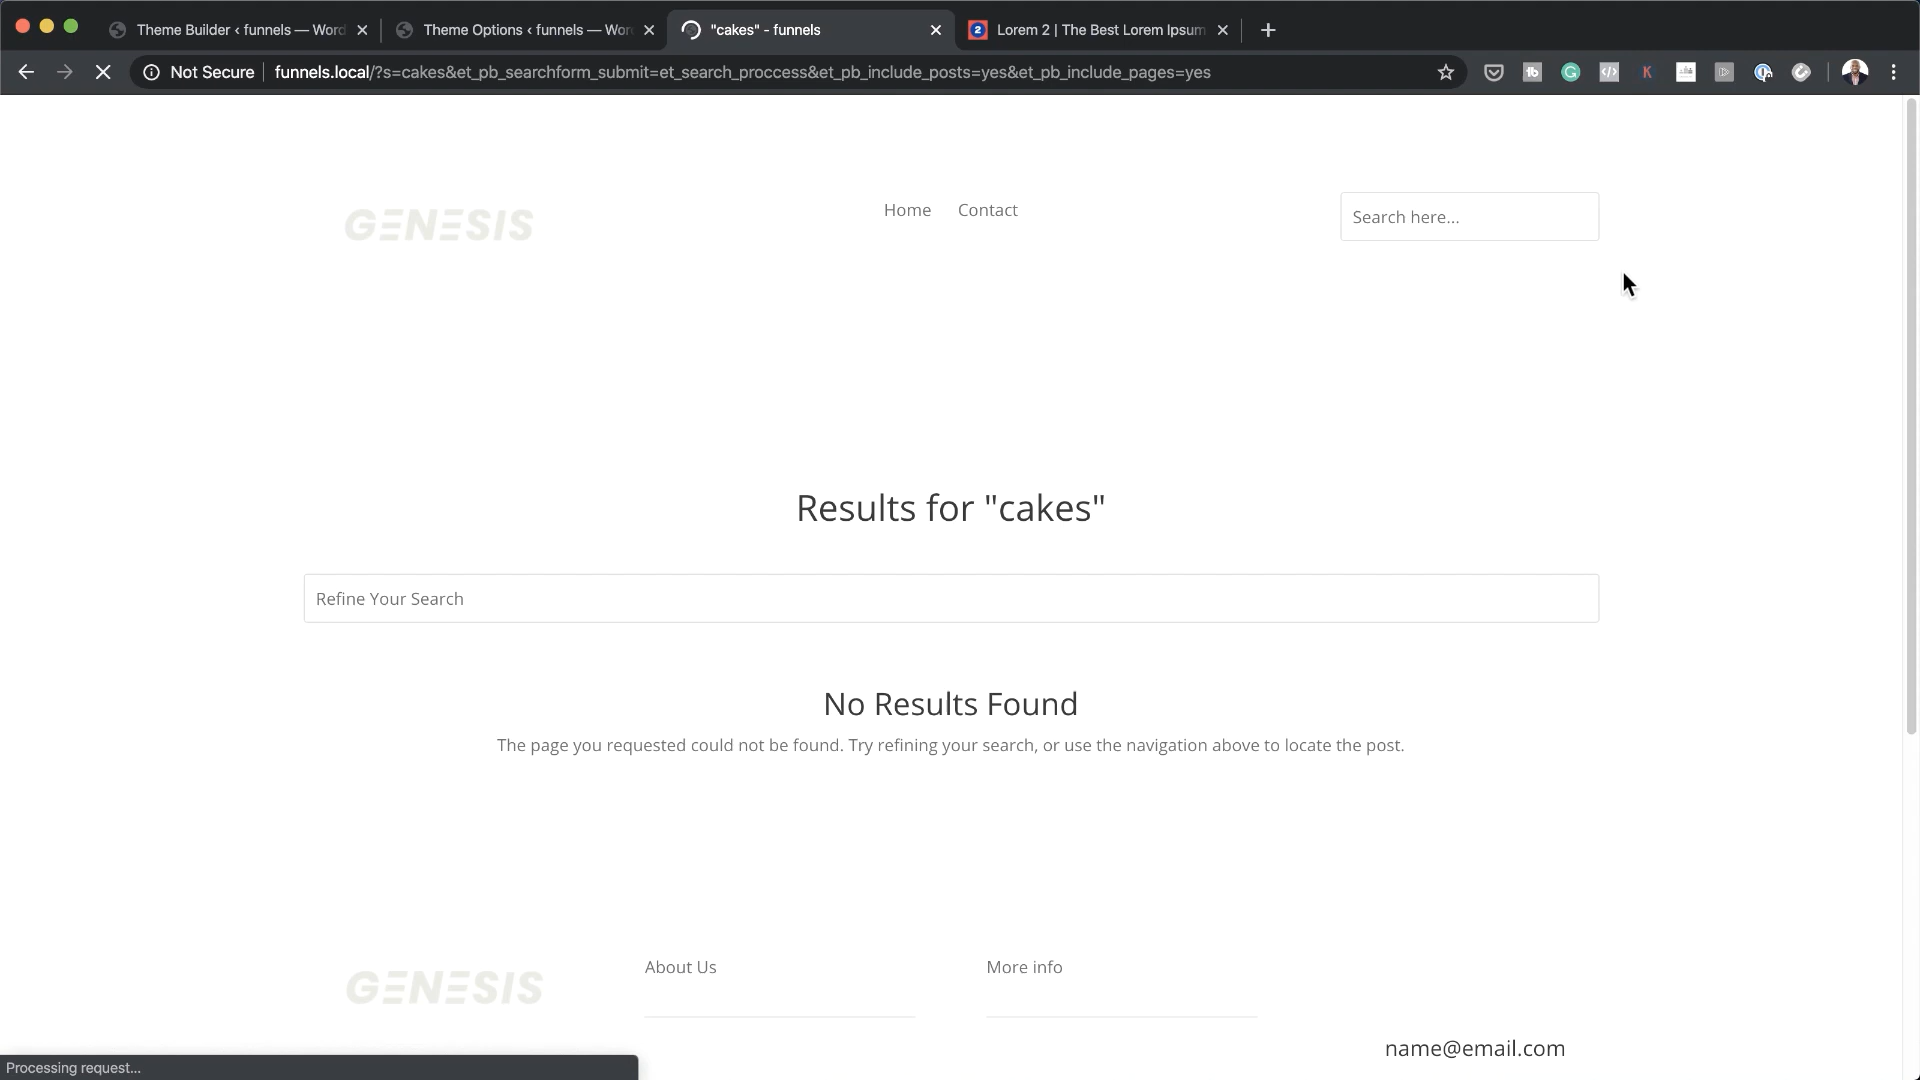 Theme Builder ‹ funnels — Word
Theme Options ‹ funnels — Wor
"cakes" - funnels
2
Lorem 2 | The Best Lorem Ipsum
Not Secure
funnels.local/?s=cakes&et_pb_searchform_submit=et_search_proccess&et_pb_include_posts=yes&et_pb_include_pages=yes
GENESIS
Home
Contact
Search here...
Results for "cakes"
Refine Your Search
No Results Found
The page you requested could not be found. Try refining your search, or use the navigation above to locate the post.
GENESIS
About Us
More info
name@email.com
Processing request...